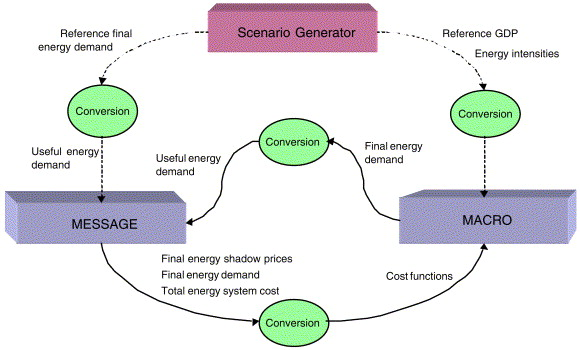 Scenario Generator
Reference final
energy demand
Reference GDP
Energy intensities
Conversion
Conversion
Conversion
Useful energy
demand
Useful energy
demand
Final energy
demand
MESSAGE
MACRO
Final energy shadow prices
Final energy demand
Total energy system cost
Cost functions
Conversion